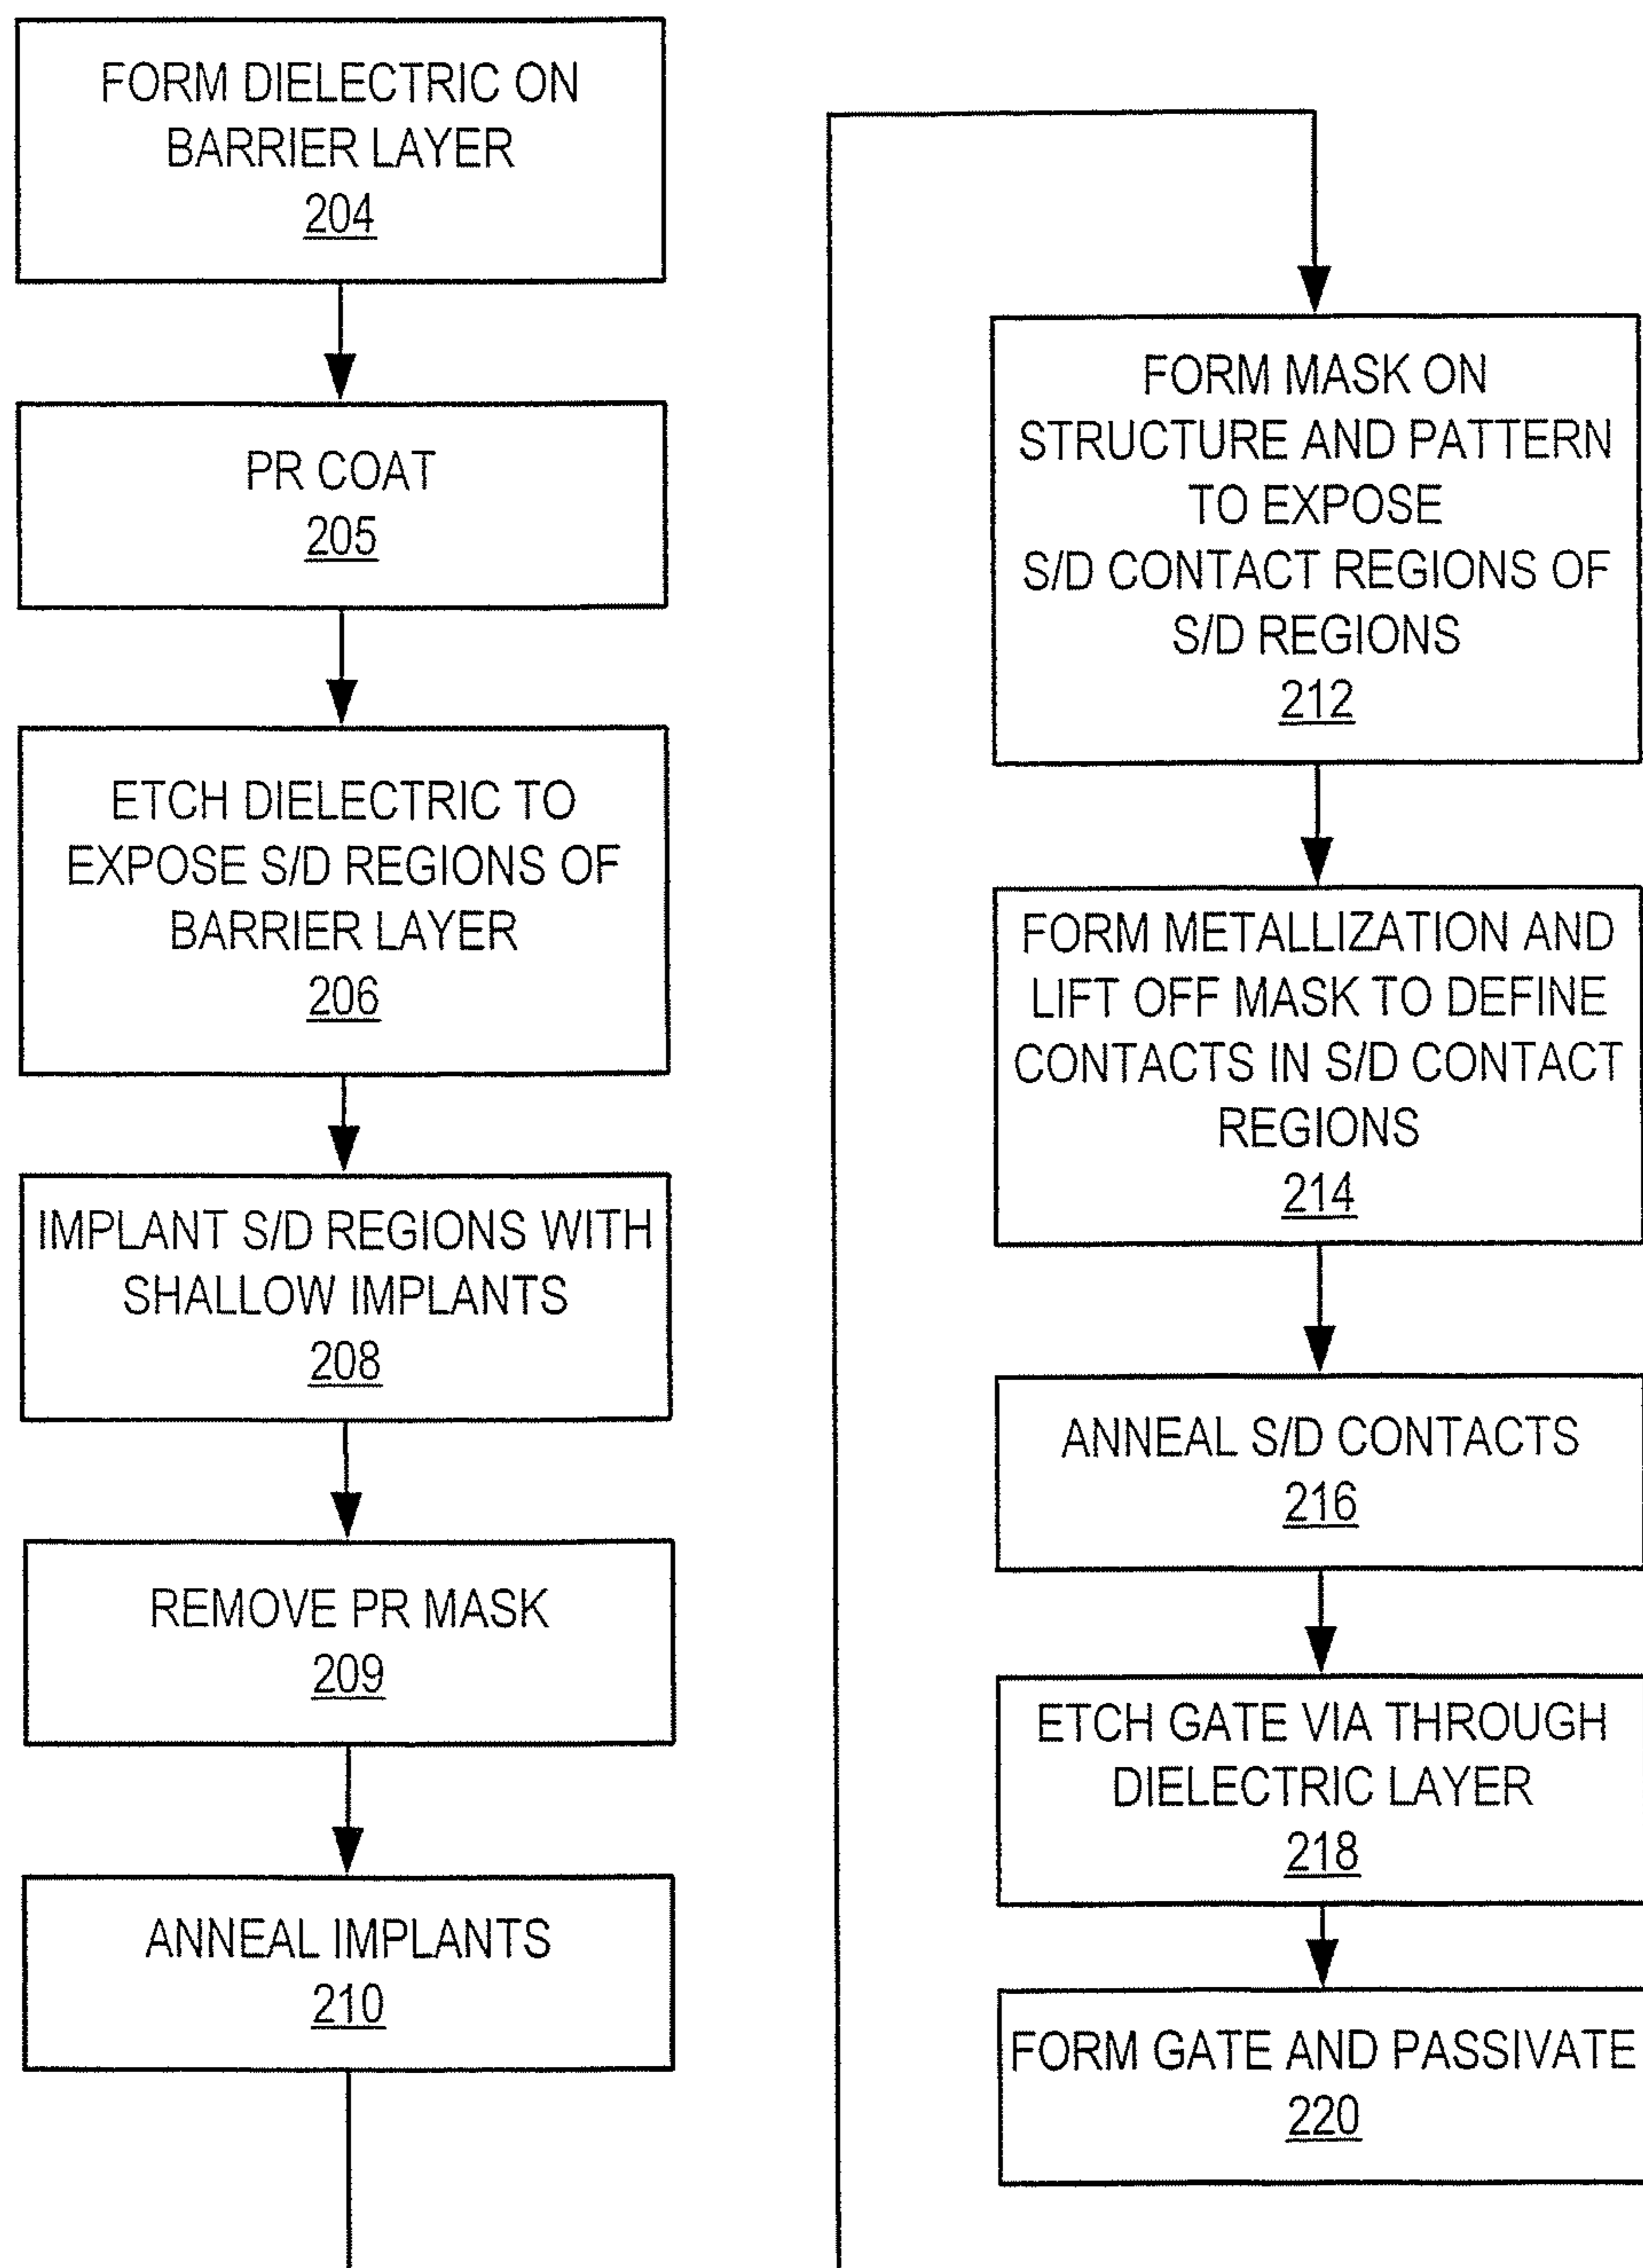 FORM DIELECTRIC ON
BARRIER LAYER
204
PR COAT
205
ETCH DIELECTRIC TO
EXPOSE S/D REGIONS OF
BARRIER LAYER
206
IMPLANT S/D REGIONS WITH
SHALLOW IMPLANTS
208
REMOVE PR MASK
209
ANNEAL IMPLANTS
210
FORM MASK ON
STRUCTURE AND PATTERN
TO EXPOSE
S/D CONTACT REGIONS OF
S/D REGIONS
212
FORM METALLIZATION AND
LIFT OFF MASK TO DEFINE
CONTACTS IN S/D CONTACT
REGIONS
214
ANNEAL S/D CONTACTS
216
ETCH GATE VIA THROUGH
DIELECTRIC LAYER
218
FORM GATE AND PASSIVATE
220